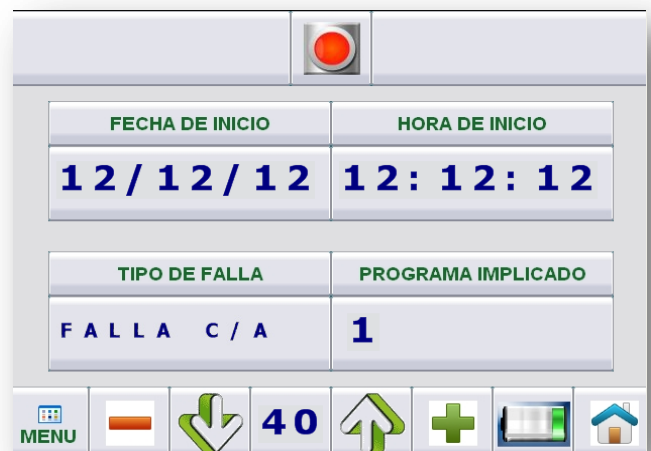 FECHA DE INICIO HORA DE INICIO
12/12/12 12:12:12
TIPO DE FALLA PROGRAMA IMPLICADO
FALLA C/A 1
MENU 40